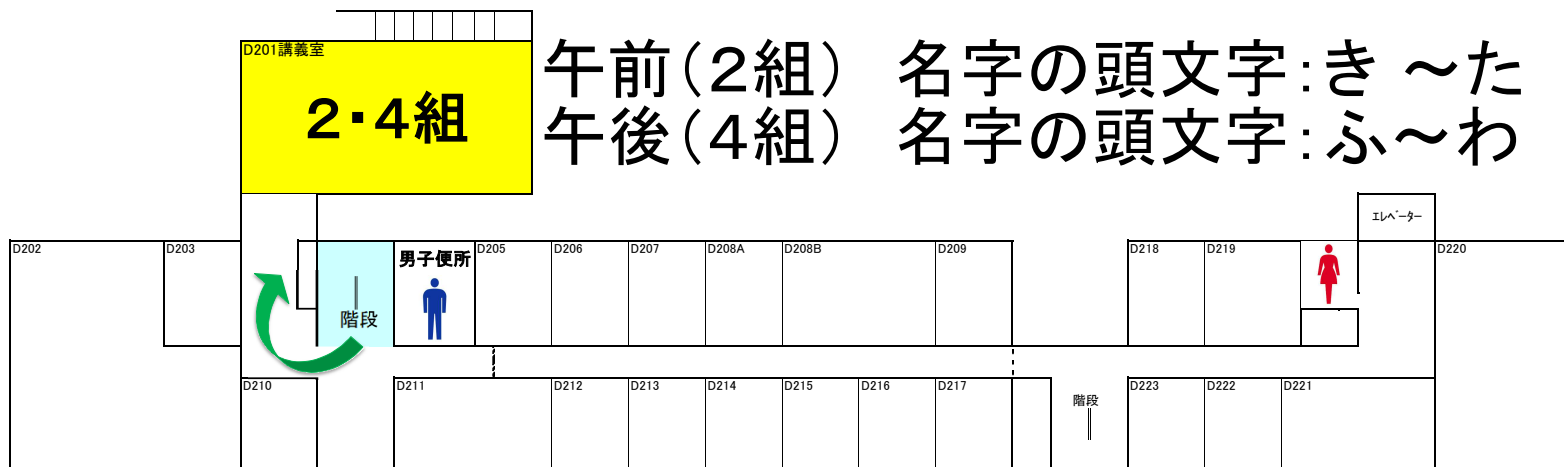 D201講義室
2・4組
午前(2組) 名字の頭文字:き ～た
午後(4組) 名字の頭文字:ふ～わ
エレベーター
D202
D203
階段
男子便所
D205
D206
D207
D208A
D208B
D209
D218
D219
D220
D210
D211
D212
D213
D214
D215
D216
D217
階段
D223
D222
D221